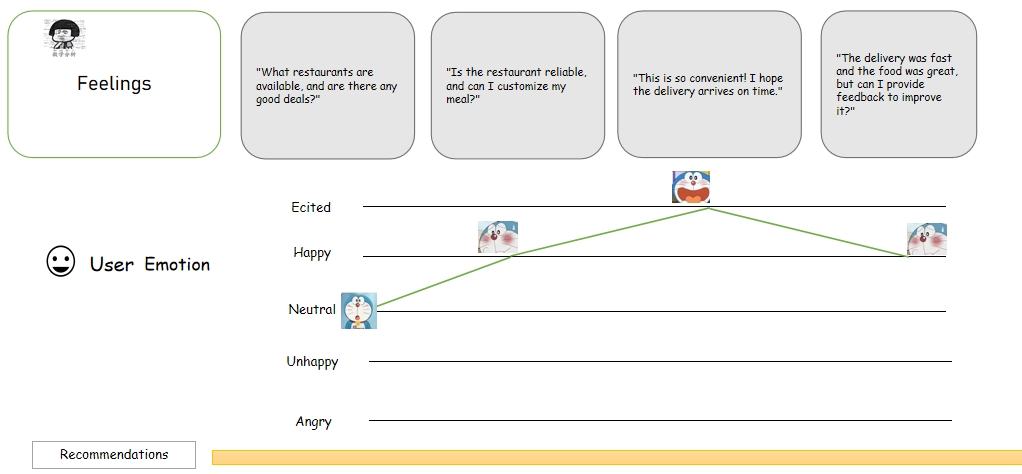 Feelings
"What restaurants are
available, and are there any
good deals?"
"Is the restaurant reliable,
and can I customize my
meal?"
"This is so convenient! I hope
the delivery arrives on time."
"The delivery was fast
and the food was great,
but can I provide
feedback to improve
it?"
Ecited
Happy
User Emotion
Neutral
Unhappy
Angry
Recommendations